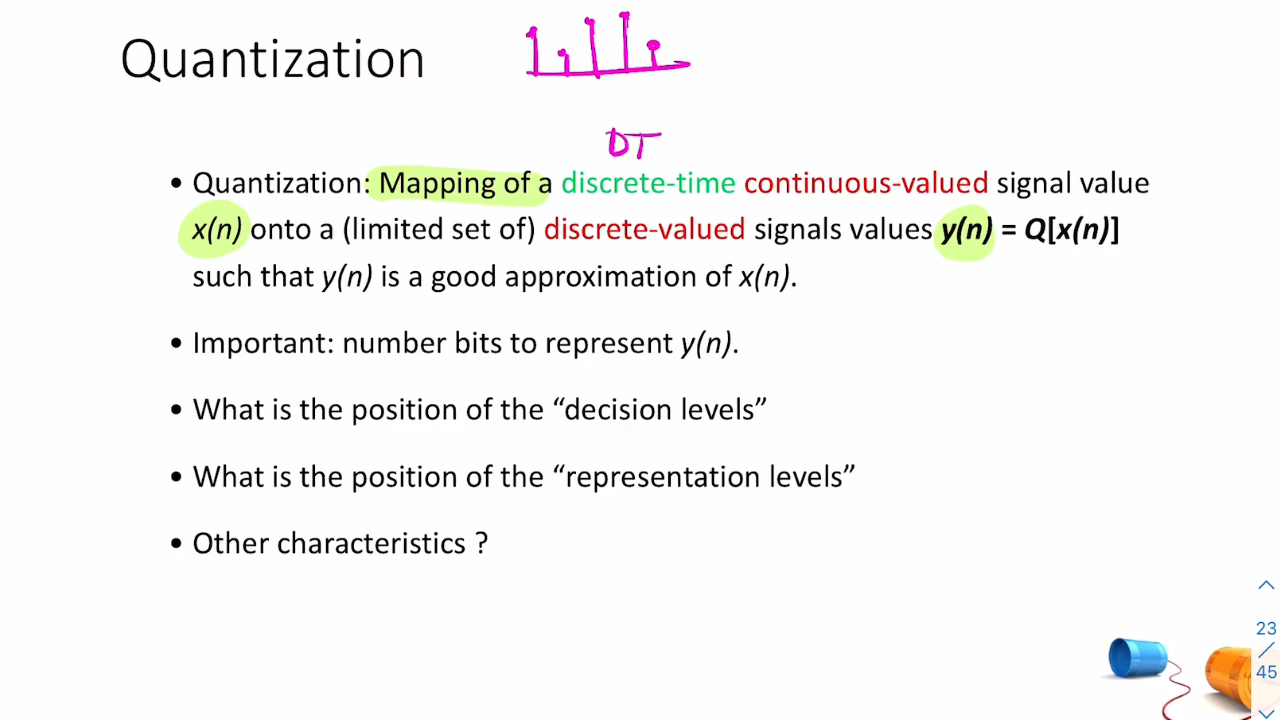 Quantization
DT
• Quantization: Mapping of a discrete-time continuous-valued signal value
x(n) onto a (limited set of) discrete-valued signals values y(n) = Q[x(n)]
such that y(n) is a good approximation of x(n).
• Important: number bits to represent y(n).
• What is the position of the “decision levels”
• What is the position of the “representation levels”
• Other characteristics ?
23
/
45